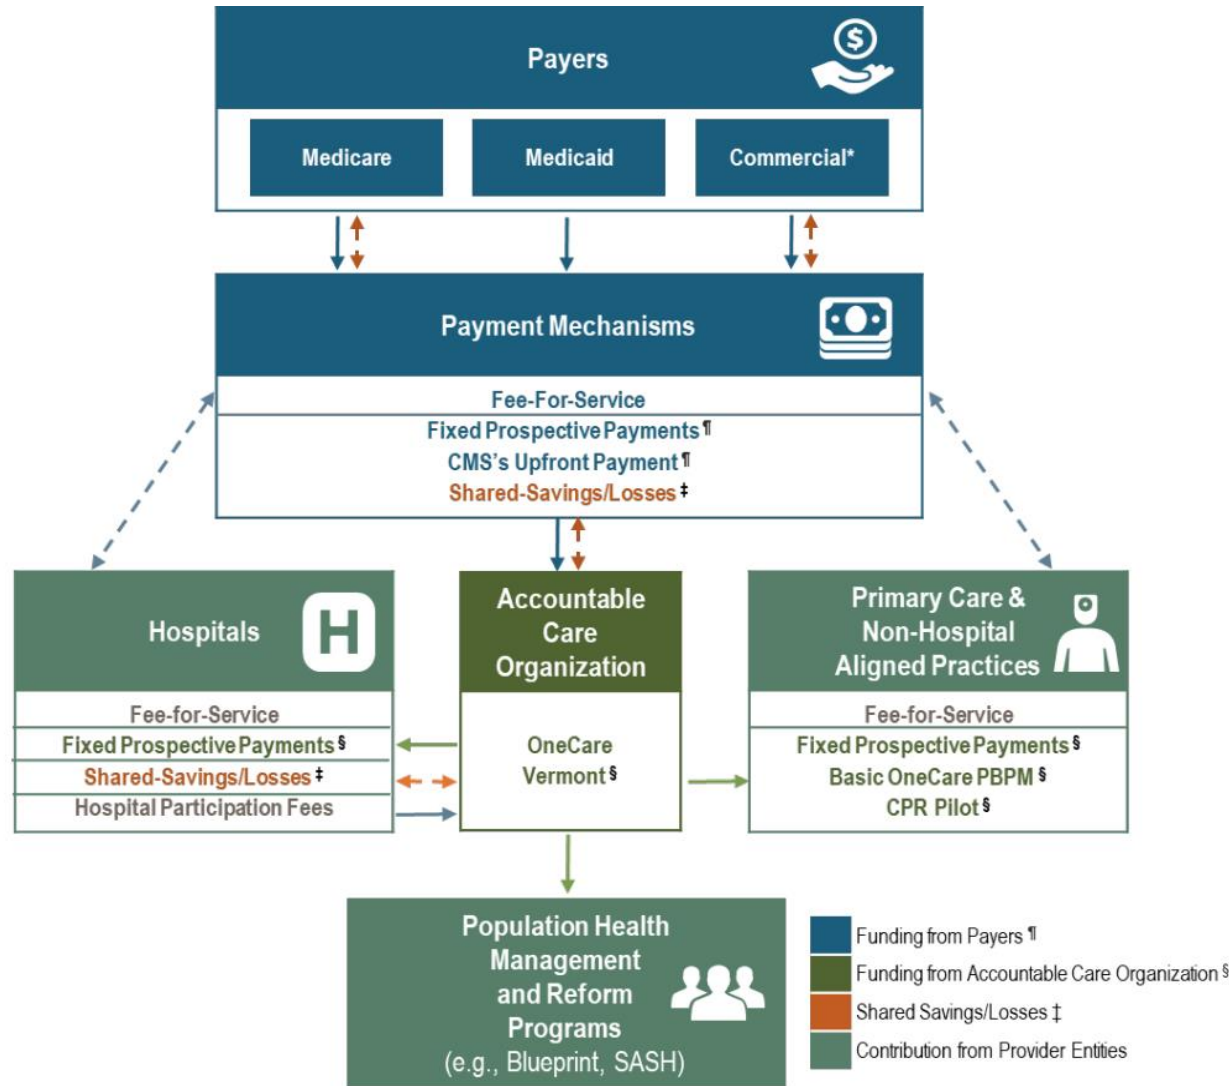 Payers
Medicare
Medicaid
Commercial*
Payment Mechanisms
Fee-For-Service
Fixed Prospective Payments ¶
CMS's Upfront Payment ¶
Shared-Savings/Losses ‡
Hospitals
H
Fee-for-Service
Fixed Prospective Payments §
Shared-Savings/Losses ‡
Hospital Participation Fees
Accountable
Care
Organization
OneCare
Vermont §
Primary Care &
Non-Hospital
Aligned Practices
Fee-for-Service
Fixed Prospective Payments §
Basic OneCare PBPM §
CPR Pilot §
Population Health
Management
and Reform
Programs
(e.g., Blueprint, SASH)
Funding from Payers ¶
Funding from Accountable Care Organization §
Shared Savings/Losses ‡
Contribution from Provider Entities